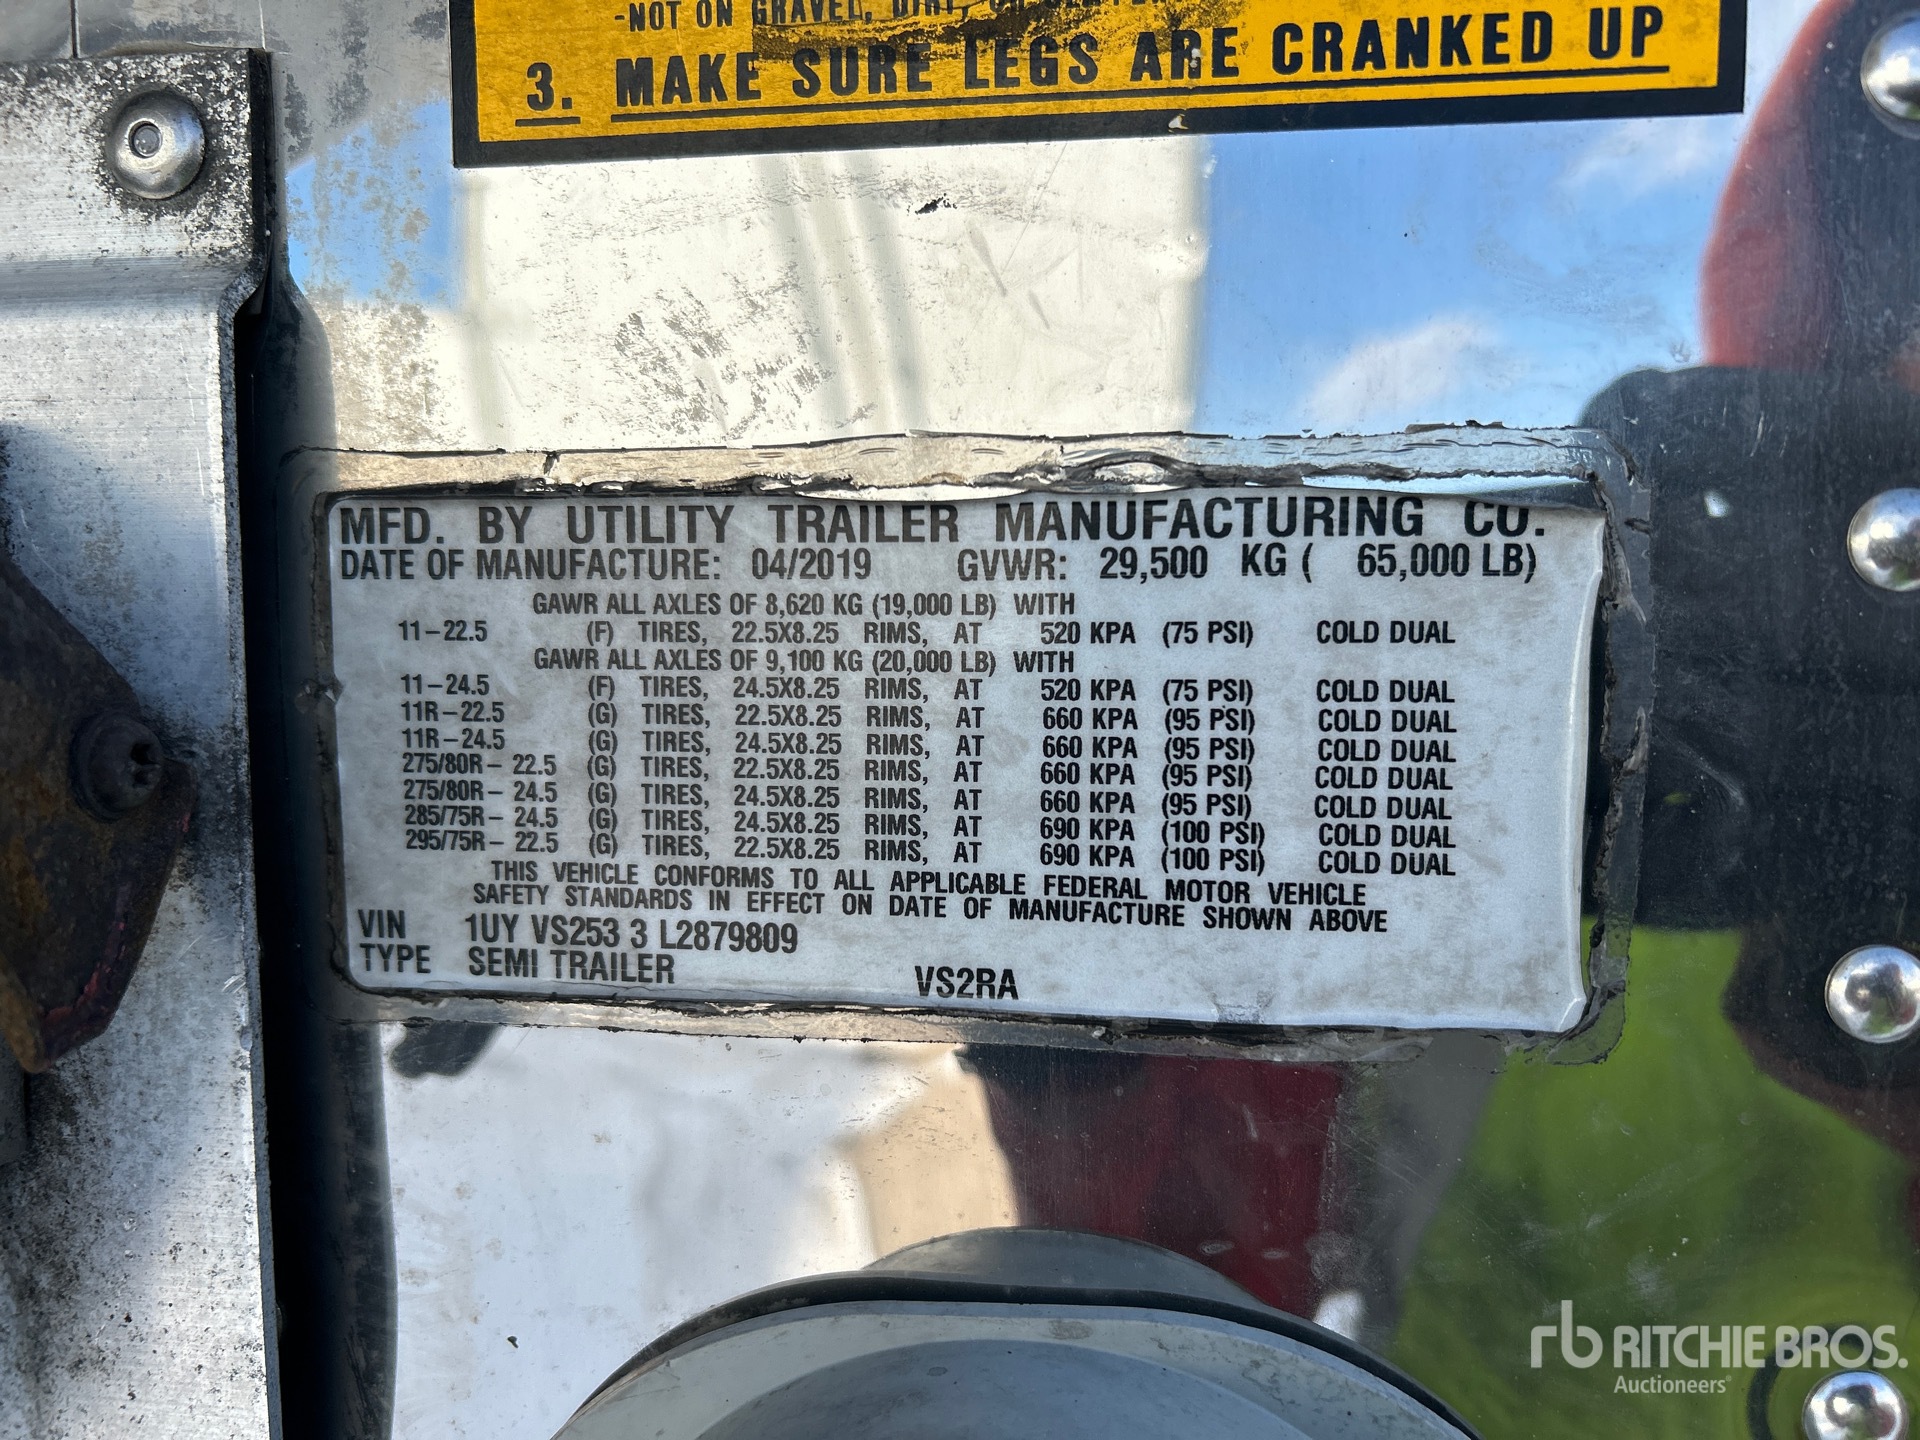 -NOT ON GRAVEL, DIRT, OR
3. MAKE SURE LEGS ARE CRANKED UP
MFD. BY UTILITY TRAILER MANUFACTURING CO.
DATE OF MANUFACTURE: 04/2019 GVWR: 29,500 KG ( 65,000 LB)
GAWR ALL AXLES OF 8,620 KG (19,000 LB) WITH
11-22.5 (F) TIRES, 22.5X8.25 RIMS, AT 520 KPA (75 PSI) COLD DUAL
GAWR ALL AXLES OF 9,100 KG (20,000 LB) WITH
11-24.5 (F) TIRES, 24.5X8.25 RIMS, AT 520 KPA (75 PSI) COLD DUAL
11R-22.5 (G) TIRES, 22.5X8.25 RIMS, AT 660 KPA (95 PSI) COLD DUAL
11R-24.5 (G) TIRES, 24.5X8.25 RIMS, AT 660 KPA (95 PSI) COLD DUAL
275/80R- 22.5 (G) TIRES, 22.5X8.25 RIMS, AT 660 KPA (95 PSI) COLD DUAL
275/80R- 24.5 (G) TIRES, 24.5X8.25 RIMS, AT 660 KPA (95 PSI) COLD DUAL
285/75R- 24.5 (G) TIRES, 24.5X8.25 RIMS, AT 690 KPA (100 PSI) COLD DUAL
295/75R- 22.5 (G) TIRES, 22.5X8.25 RIMS, AT 690 KPA (100 PSI) COLD DUAL
THIS VEHICLE CONFORMS TO ALL APPLICABLE FEDERAL MOTOR VEHICLE
SAFETY STANDARDS IN EFFECT ON DATE OF MANUFACTURE SHOWN ABOVE
VIN 1UY VS253 3 L2879809
TYPE SEMI TRAILER VS2RA
rb RITCHIE BROS.
Auctioneers